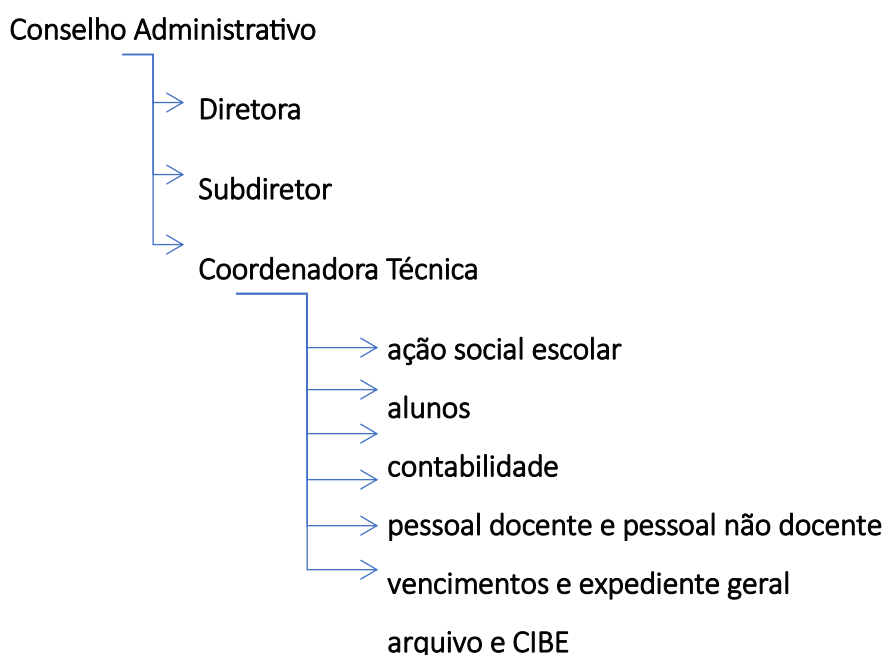 Conselho Administrativo
Diretora
Subdiretor
Coordenadora Técnica
ação social escolar
alunos
contabilidade
pessoal docente e pessoal não docente
vencimentos e expediente geral
arquivo e CIBE